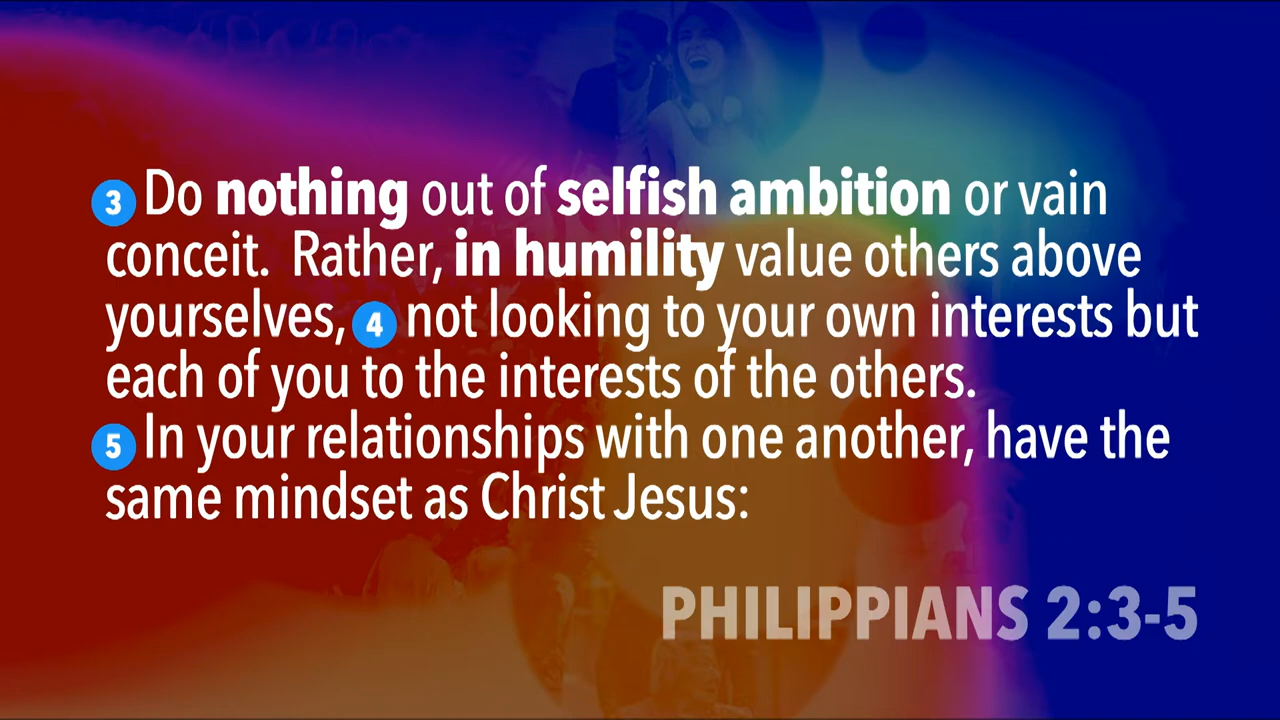 3 Do nothing out of selfish ambition or vain
conceit.  Rather, in humility value others above
yourselves, 4 not looking to your own interests but
each of you to the interests of the others.
5 In your relationships with one another, have the
same mindset as Christ Jesus:
PHILIPPIANS 2:3-5